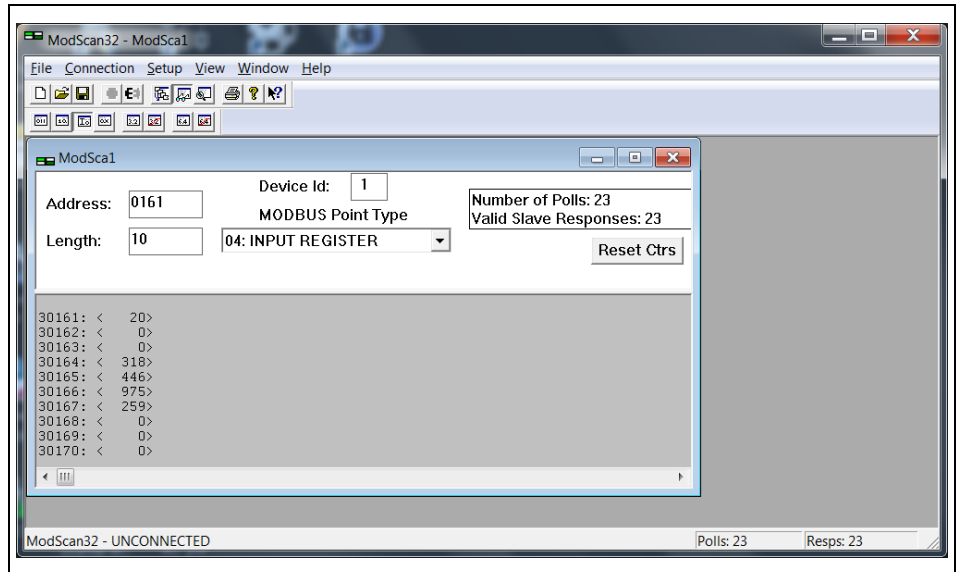 ModScan32 - ModSca1
File Connection Setup View Window Help
ModSca1
Device Id: 1
Address: 0161
MODBUS Point Type
Length: 10
04: INPUT REGISTER
Number of Polls: 23
Valid Slave Responses: 23
Reset Ctrs
30161: < 20>
30162: < 0>
30163: < 0>
30164: < 318>
30165: < 446>
30166: < 975>
30167: < 259>
30168: < 0>
30169: < 0>
30170: < 0>
ModScan32 - UNCONNECTED
Polls: 23
Resps: 23